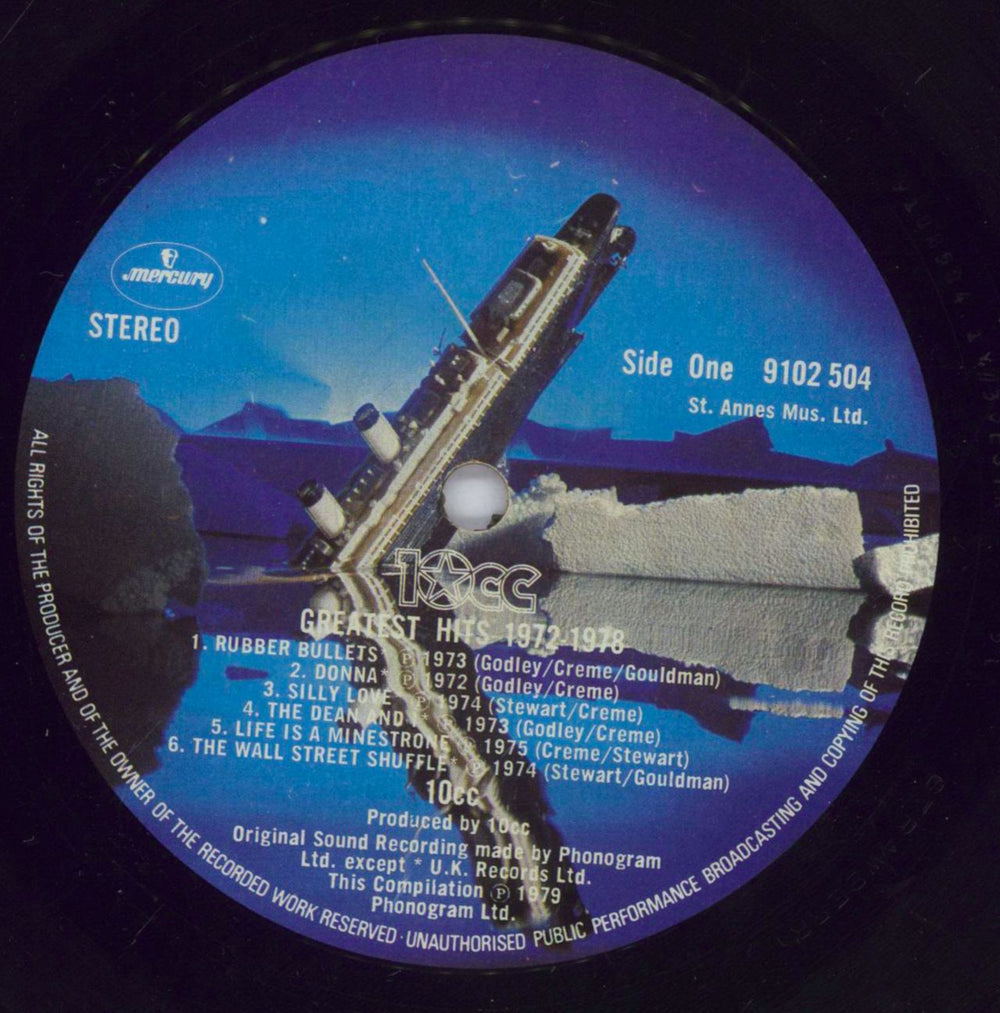 mercury
STEREO
Side One 9102 504
St. Annes Mus. Ltd.
10cc
GREATEST HITS 1972-1978
1. RUBBER BULLETS ℗ 1973 (Godley/Creme/Gouldman)
2. DONNA* ℗ 1972 (Godley/Creme)
3. SILLY LOVE ℗ 1974 (Stewart/Creme)
4. THE DEAN AND I* ℗ 1973 (Godley/Creme)
5. LIFE IS A MINESTRONE ℗ 1975 (Creme/Stewart)
6. THE WALL STREET SHUFFLE* ℗ 1974 (Stewart/Gouldman)
10cc
Produced by 10cc
Original Sound Recording made by Phonogram
Ltd. except * U.K. Records Ltd.
This Compilation ℗ 1979
Phonogram Ltd.
ALL RIGHTS OF THE PRODUCER AND OF THE OWNER OF THE RECORDED WORK RESERVED · UNAUTHORISED PUBLIC PERFORMANCE BROADCASTING AND COPYING OF THIS RECORD PROHIBITED